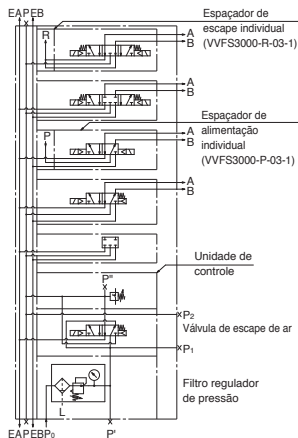 EAPEB
Espaçador de
escape individual
(VVFS3000-R-03-1)
R
A
B
A
B
Espaçador de
alimentação
individual
(VVFS3000-P-03-1)
P
A
B
A
B
Unidade de
controle
P"
P₂
Válvula de escape de ar
P₁
Filtro regulador
de pressão
L
EAPEBP₀
P'